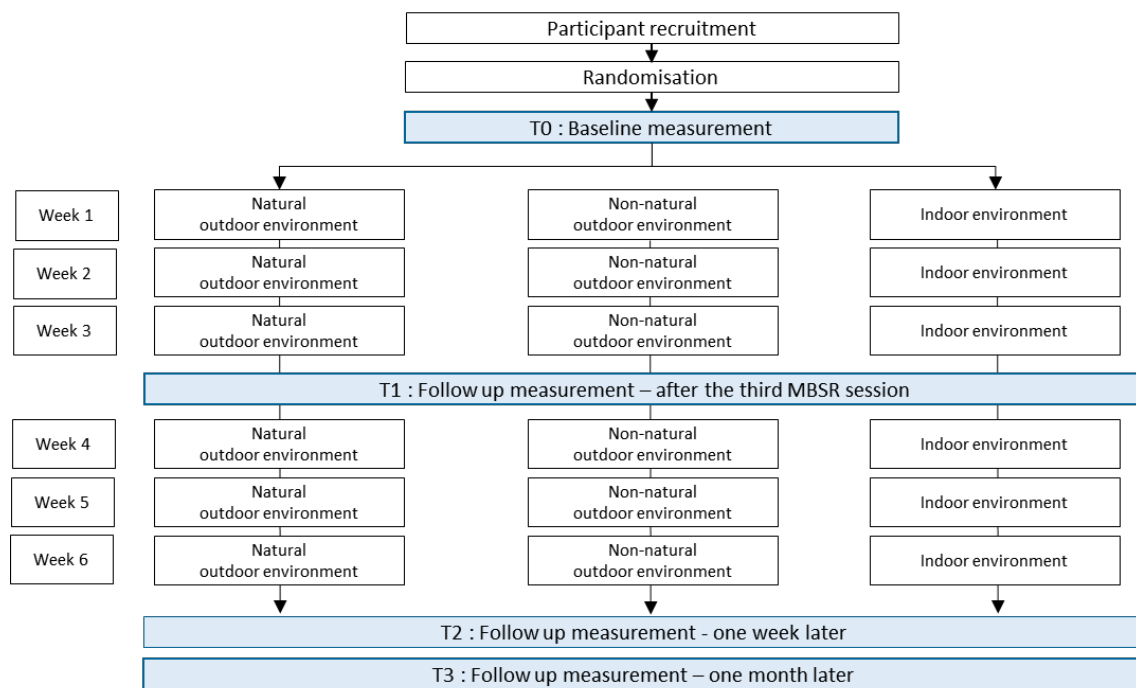 Participant recruitment
Randomisation
T0 : Baseline measurement
Week 1
Natural
outdoor environment
Non-natural
outdoor environment
Indoor environment
Week 2
Natural
outdoor environment
Non-natural
outdoor environment
Indoor environment
Week 3
Natural
outdoor environment
Non-natural
outdoor environment
Indoor environment
T1 : Follow up measurement – after the third MBSR session
Week 4
Natural
outdoor environment
Non-natural
outdoor environment
Indoor environment
Week 5
Natural
outdoor environment
Non-natural
outdoor environment
Indoor environment
Week 6
Natural
outdoor environment
Non-natural
outdoor environment
Indoor environment
T2 : Follow up measurement - one week later
T3 : Follow up measurement – one month later